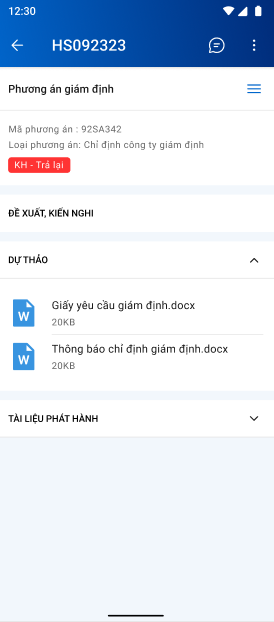 12:30
HS092323
Phương án giám định
Mã phương án : 92SA342
Loại phương án: Chỉ định công ty giám định
KH - Trả lại
ĐỀ XUẤT, KIẾN NGHI
DỰ THẢO
W
Giấy yêu cầu giám định.docx
20KB
W
Thông báo chỉ định giám định.docx
20KB
TÀI LIỆU PHÁT HÀNH